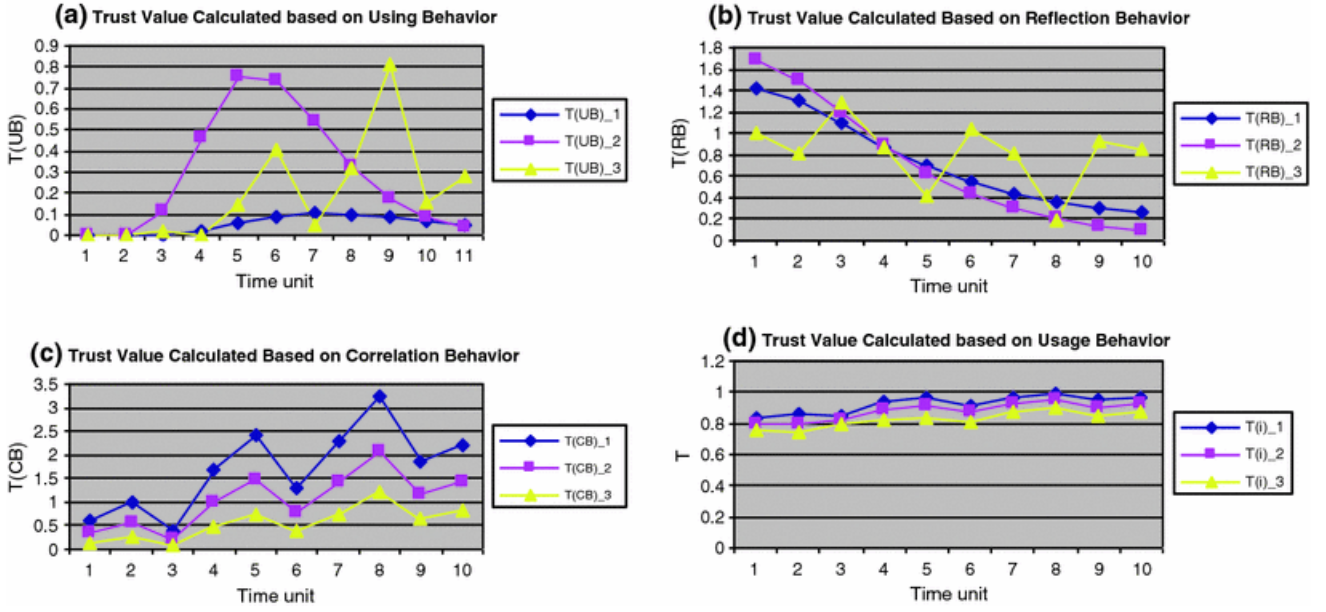 (a) Trust Value Calculated based on Using Behavior
0.9
0.8
0.7
0.6
0.5
0.4
0.3
0.2
0.1
0
T(UB)
1 2 3 4 5 6 7 8 9 10 11
Time unit
T(UB)_1
T(UB)_2
T(UB)_3
(b) Trust Value Calculated Based on Reflection Behavior
1.8
1.6
1.4
1.2
1
0.8
0.6
0.4
0.2
0
T(RB)
1 2 3 4 5 6 7 8 9 10
Time unit
T(RB)_1
T(RB)_2
T(RB)_3
(c) Trust Value Calculated Based on Correlation Behavior
3.5
3
2.5
2
1.5
1
0.5
0
T(CB)
1 2 3 4 5 6 7 8 9 10
Time unit
T(CB)_1
T(CB)_2
T(CB)_3
(d) Trust Value Calculated based on Usage Behavior
1.2
1
0.8
0.6
0.4
0.2
0
T
1 2 3 4 5 6 7 8 9 10
Time unit
T(i)_1
T(i)_2
T(i)_3